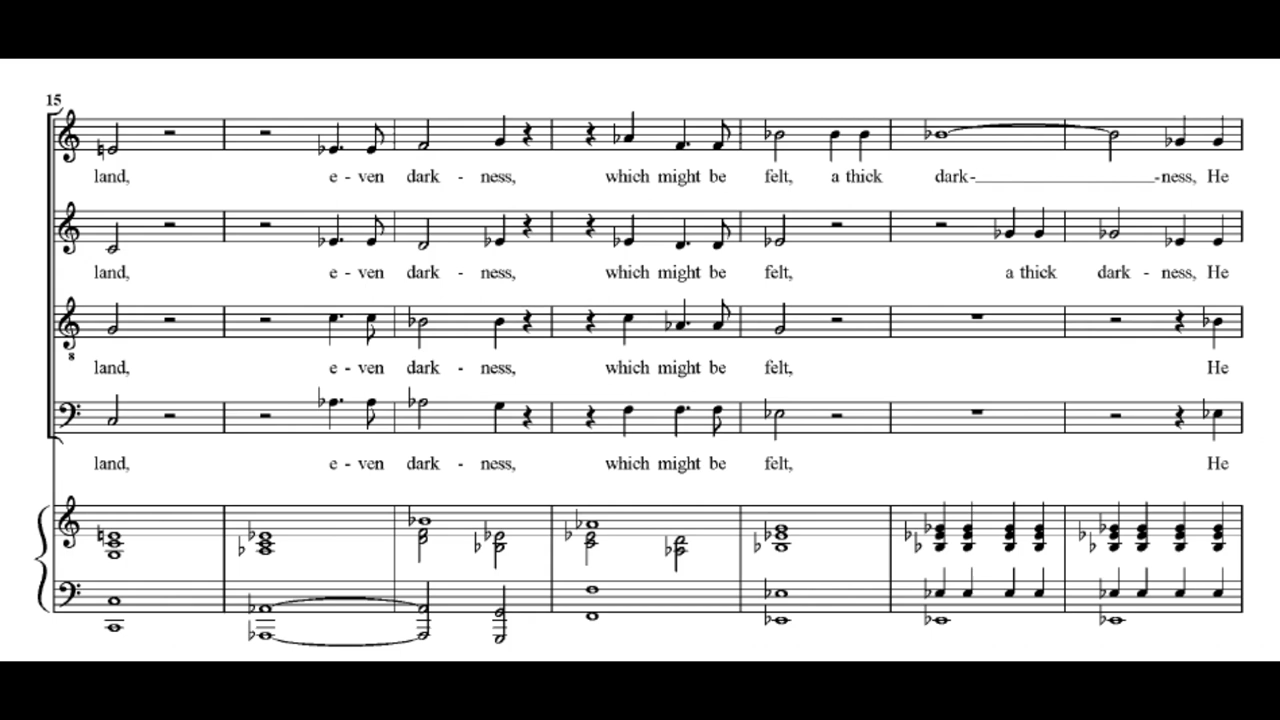 15
land, e - ven dark - ness, which might be felt, a thick dark- -ness, He
land, e - ven dark - ness, which might be felt, a thick dark - ness, He
8
land, e - ven dark - ness, which might be felt, He
land, e - ven dark - ness, which might be felt, He